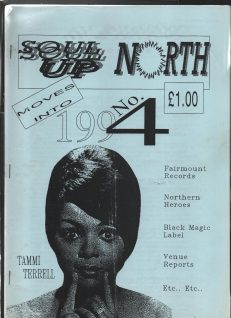 SOUL
UP
NORTH
MOVES
INTO
199
No.
4
£1.00
Fairmount
Records
Northern
Heroes
Black Magic
Label
Venue
Reports
Etc.. Etc..
TAMMI
TERRELL